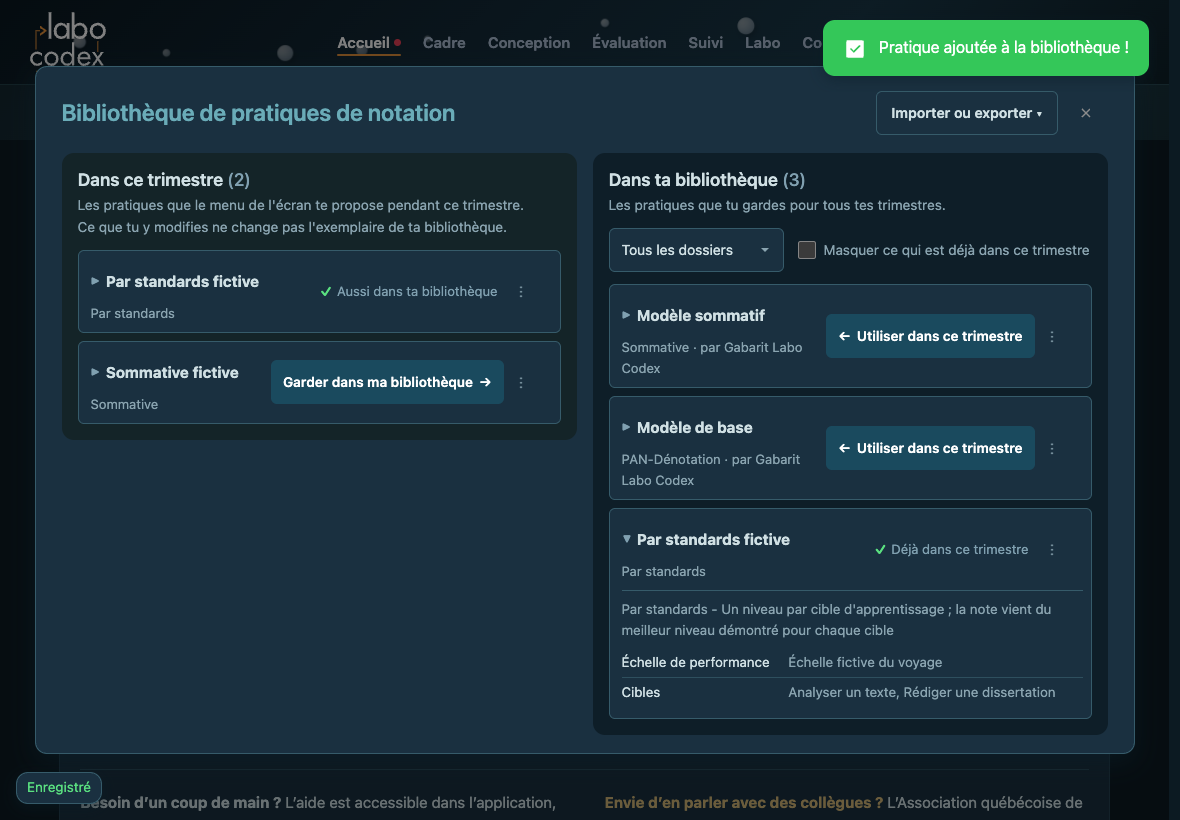 labo
codex
Accueil
Cadre
Conception
Évaluation
Suivi
Labo
Co
Pratique ajoutée à la bibliothèque !
Bibliothèque de pratiques de notation
Importer ou exporter ▾
×
Dans ce trimestre (2)
Les pratiques que le menu de l'écran te propose pendant ce trimestre.
Ce que tu y modifies ne change pas l'exemplaire de ta bibliothèque.
Par standards fictive
Aussi dans ta bibliothèque
Par standards
Sommative fictive
Garder dans ma bibliothèque →
Sommative
Dans ta bibliothèque (3)
Les pratiques que tu gardes pour tous tes trimestres.
Tous les dossiers
Masquer ce qui est déjà dans ce trimestre
Modèle sommatif
Sommative · par Gabarit Labo
Codex
← Utiliser dans ce trimestre
Modèle de base
PAN-Dénotation · par Gabarit
Labo Codex
← Utiliser dans ce trimestre
Par standards fictive
Déjà dans ce trimestre
Par standards
Par standards - Un niveau par cible d'apprentissage ; la note vient du
meilleur niveau démontré pour chaque cible
Échelle de performance Échelle fictive du voyage
Cibles Analyser un texte, Rédiger une dissertation
Enregistré
Besoin d’un coup de main ? L’aide est accessible dans l’application,
Envie d’en parler avec des collègues ? L’Association québécoise de